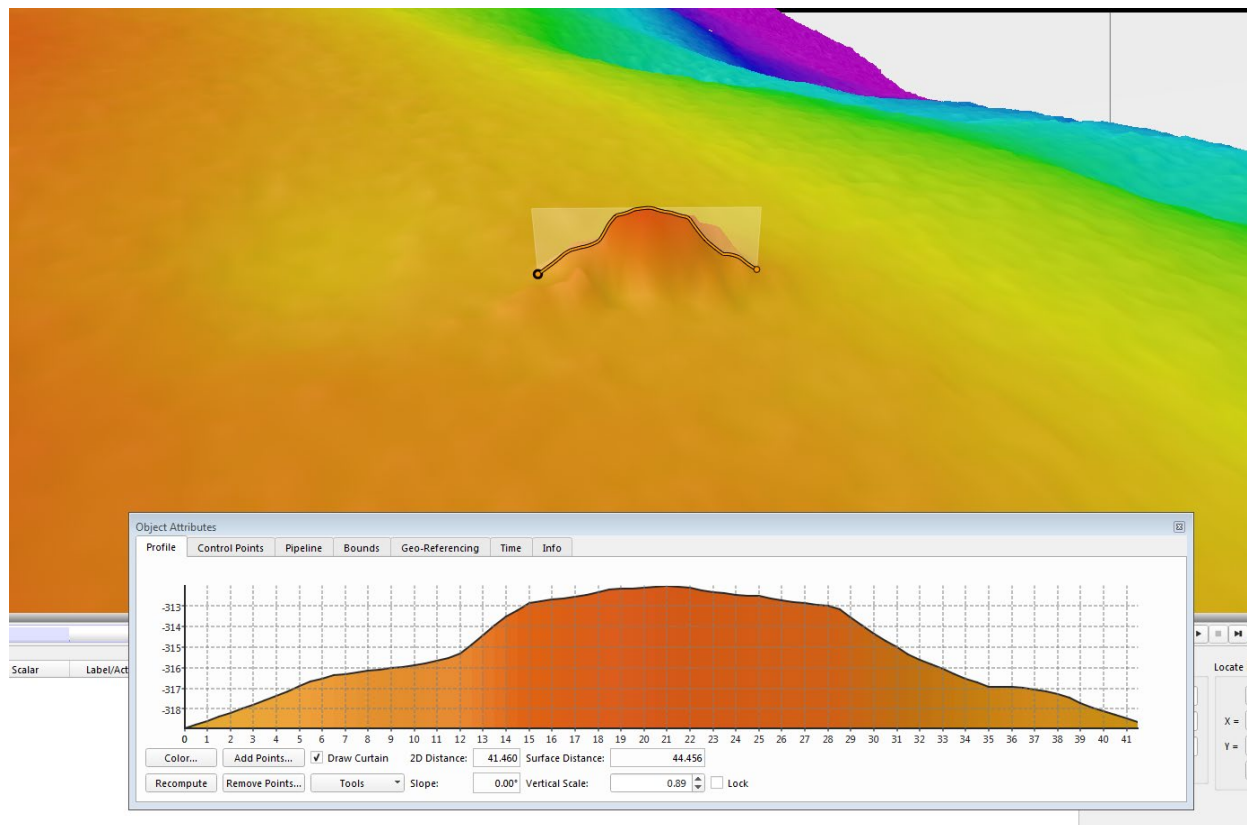 Object Attributes
Profile Control Points Pipeline Bounds Geo-Referencing Time Info
-313
-314
-315
-316
-317
-318
0 1 2 3 4 5 6 7 8 9 10 11 12 13 14 15 16 17 18 19 20 21 22 23 24 25 26 27 28 29 30 31 32 33 34 35 36 37 38 39 40 41
Color... Add Points... Draw Curtain 2D Distance: 41.460 Surface Distance: 44.456
Recompute Remove Points... Tools Slope: 0.00° Vertical Scale: 0.89 Lock
Scalar Label/Act
Locate
X =
Y =